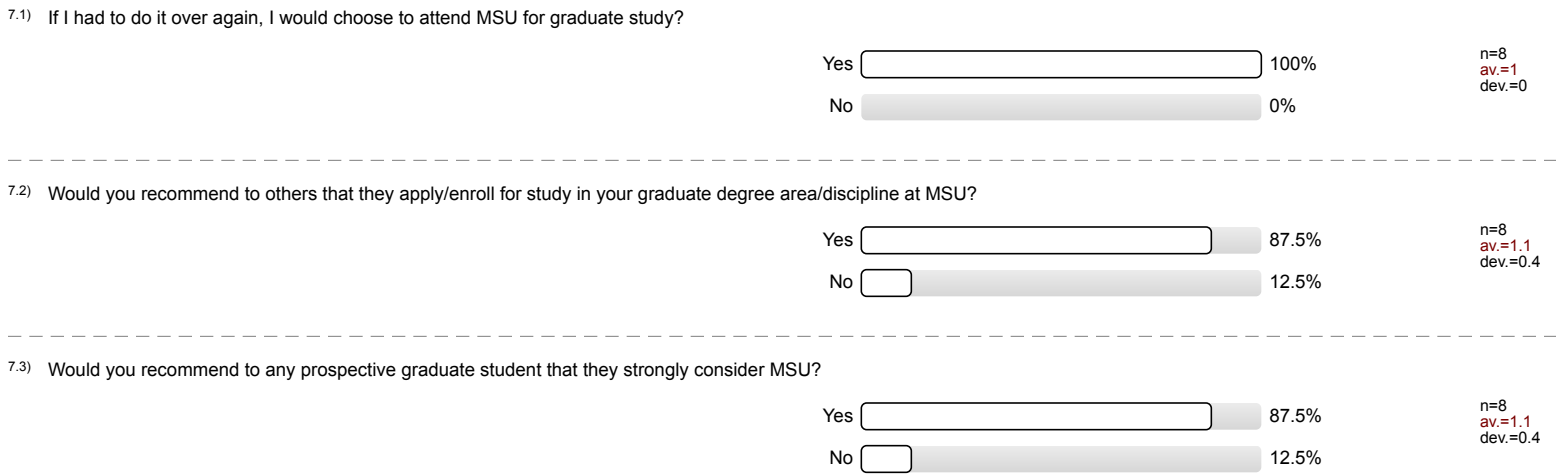 7.1) If I had to do it over again, I would choose to attend MSU for graduate study?
Yes 100%
No 0%
n=8
av.=1
dev.=0
7.2) Would you recommend to others that they apply/enroll for study in your graduate degree area/discipline at MSU?
Yes 87.5%
No 12.5%
n=8
av.=1.1
dev.=0.4
7.3) Would you recommend to any prospective graduate student that they strongly consider MSU?
Yes 87.5%
No 12.5%
n=8
av.=1.1
dev.=0.4